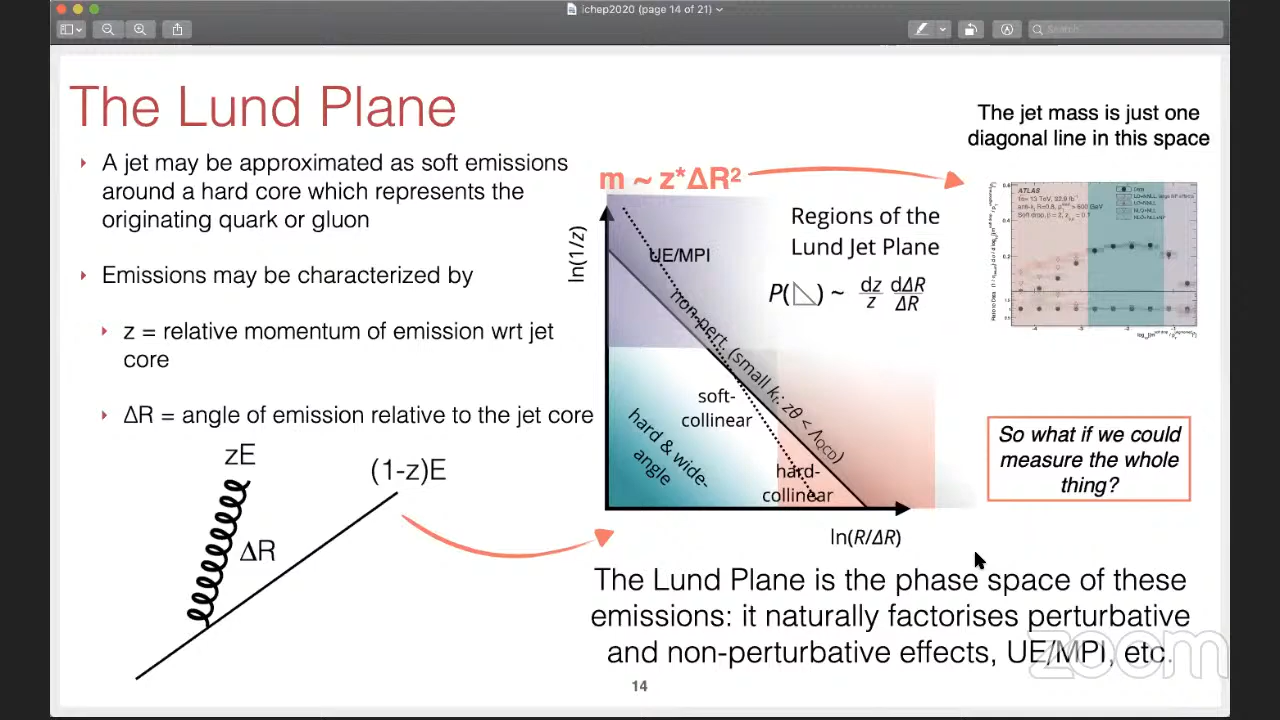 ichep2020 (page 14 of 21)
Search
The Lund Plane
A jet may be approximated as soft emissions
around a hard core which represents the
originating quark or gluon
Emissions may be characterized by
z = relative momentum of emission wrt jet
core
ΔR = angle of emission relative to the jet core
zE
(1-z)E
ΔR
m ~ z*ΔR²
ln(1/z)
UE/MPI
Regions of the
Lund Jet Plane
P(◺) ~ dz/z dΔR/ΔR
non-pert. (small kₜ: zθ < Λ_QCD)
soft-
collinear
hard & wide-
angle
hard-
collinear
ln(R/ΔR)
The jet mass is just one
diagonal line in this space
ATLAS
Data
So what if we could
measure the whole
thing?
The Lund Plane is the phase space of these
emissions: it naturally factorises perturbative
and non-perturbative effects, UE/MPI, etc.
zoom
14